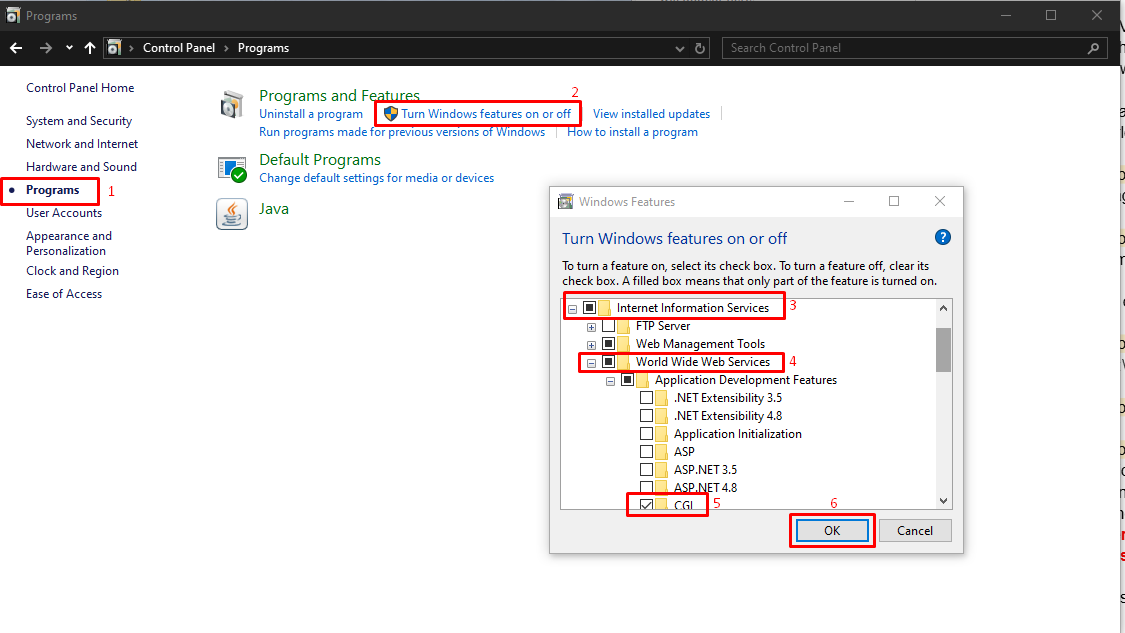 Programs
Control Panel › Programs
Search Control Panel
Control Panel Home
System and Security
Network and Internet
Hardware and Sound
Programs 1
User Accounts
Appearance and
Personalization
Clock and Region
Ease of Access
Programs and Features
2
Uninstall a program
Turn Windows features on or off
View installed updates
Run programs made for previous versions of Windows
How to install a program
Default Programs
Change default settings for media or devices
Java
Windows Features
Turn Windows features on or off
?
To turn a feature on, select its check box. To turn a feature off, clear its
check box. A filled box means that only part of the feature is turned on.
Internet Information Services 3
FTP Server
Web Management Tools
World Wide Web Services 4
Application Development Features
.NET Extensibility 3.5
.NET Extensibility 4.8
Application Initialization
ASP
ASP.NET 3.5
ASP.NET 4.8
CGI 5
6
OK
Cancel